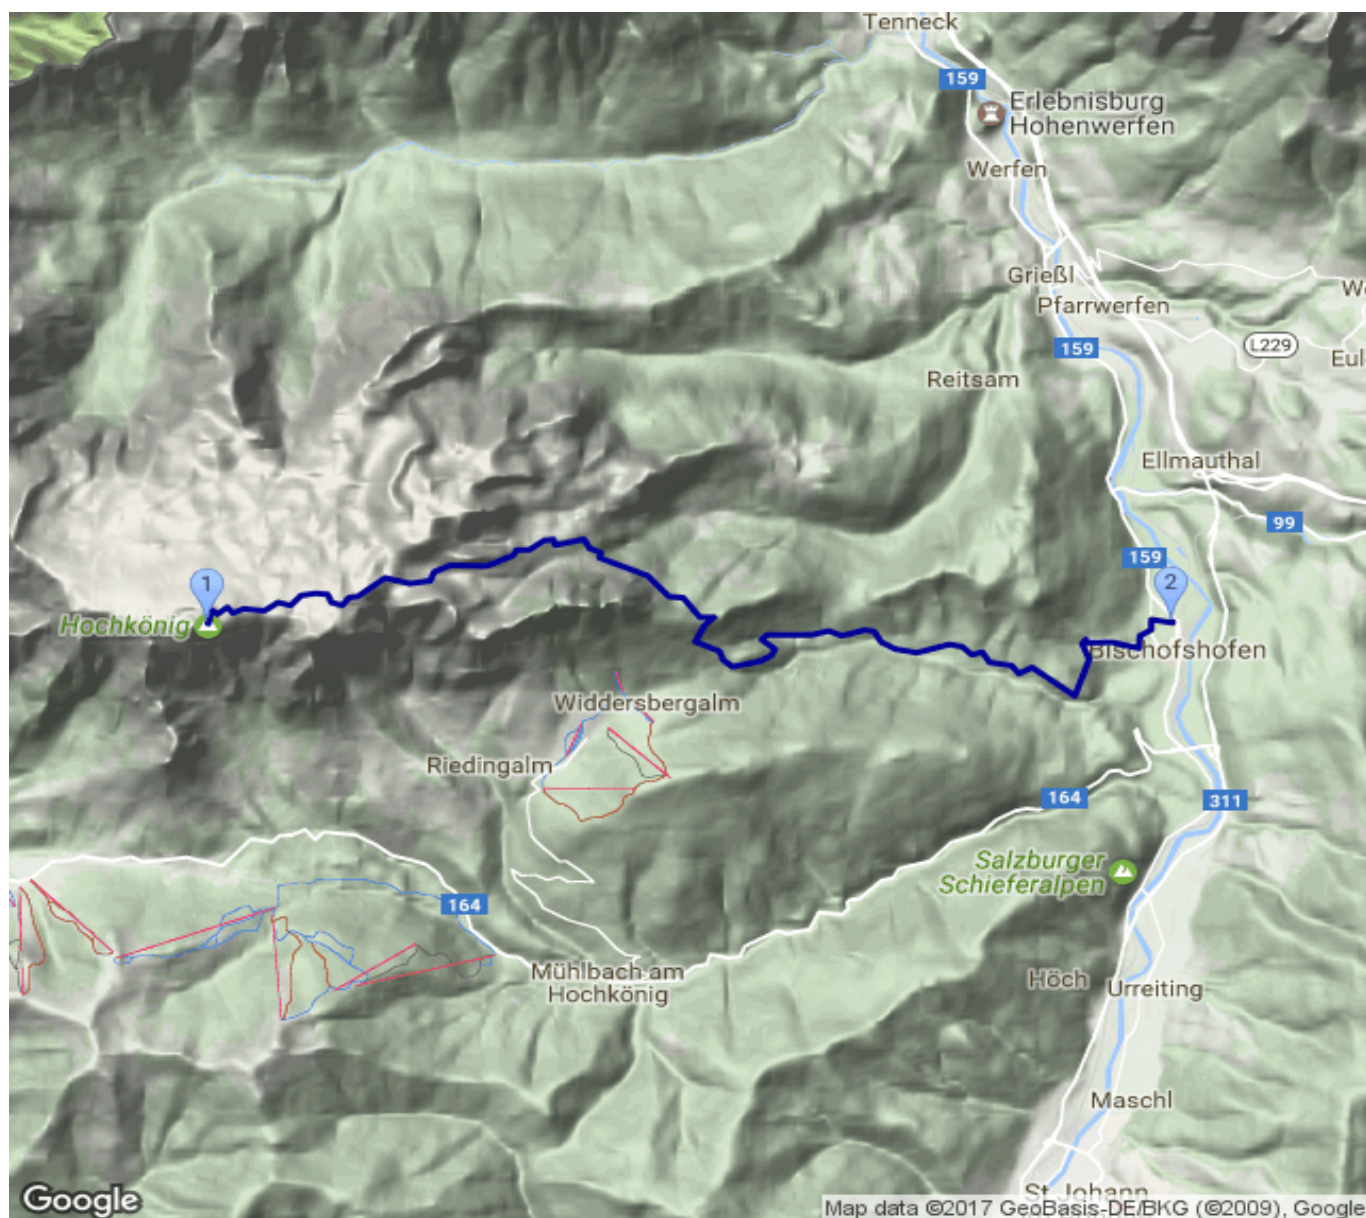 Tenneck
159
Erlebnisburg
Hohenwerfen
Werfen
Grießl
Pfarrwerfen
159
L229
Reitsam
Ellmauthal
99
159
1
2
Hochkönig
Bischofshofen
Widdersbergalm
Riedingalm
164
311
Salzburger
Schieferalpen
164
Mühlbach am
Hochkönig
Höch
Urreiting
Maschl
St. Johann
Google
Map data ©2017 GeoBasis-DE/BKG (©2009), Google